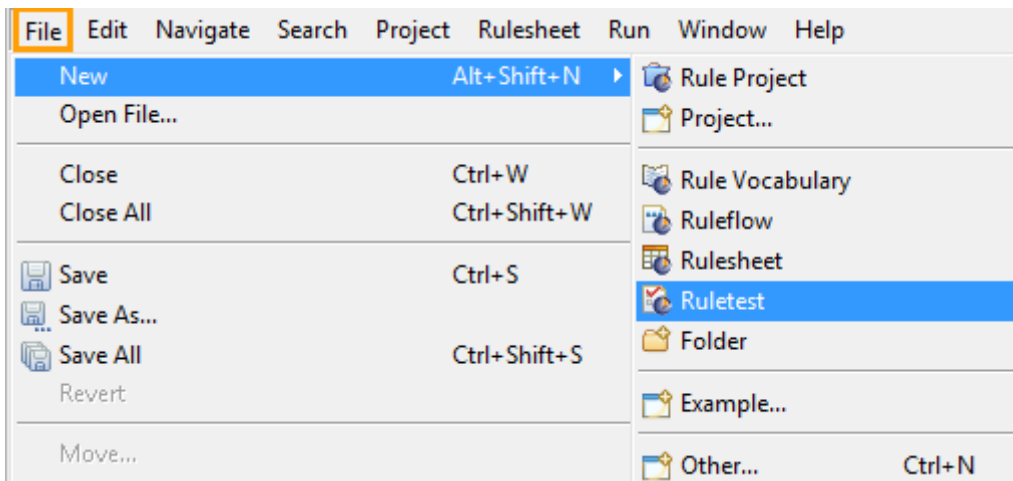 File Edit Navigate Search Project Rulesheet Run Window Help
New Alt+Shift+N
Open File...
Close Ctrl+W
Close All Ctrl+Shift+W
Save Ctrl+S
Save As...
Save All Ctrl+Shift+S
Revert
Move...
Rule Project
Project...
Rule Vocabulary
Ruleflow
Rulesheet
Ruletest
Folder
Example...
Other... Ctrl+N